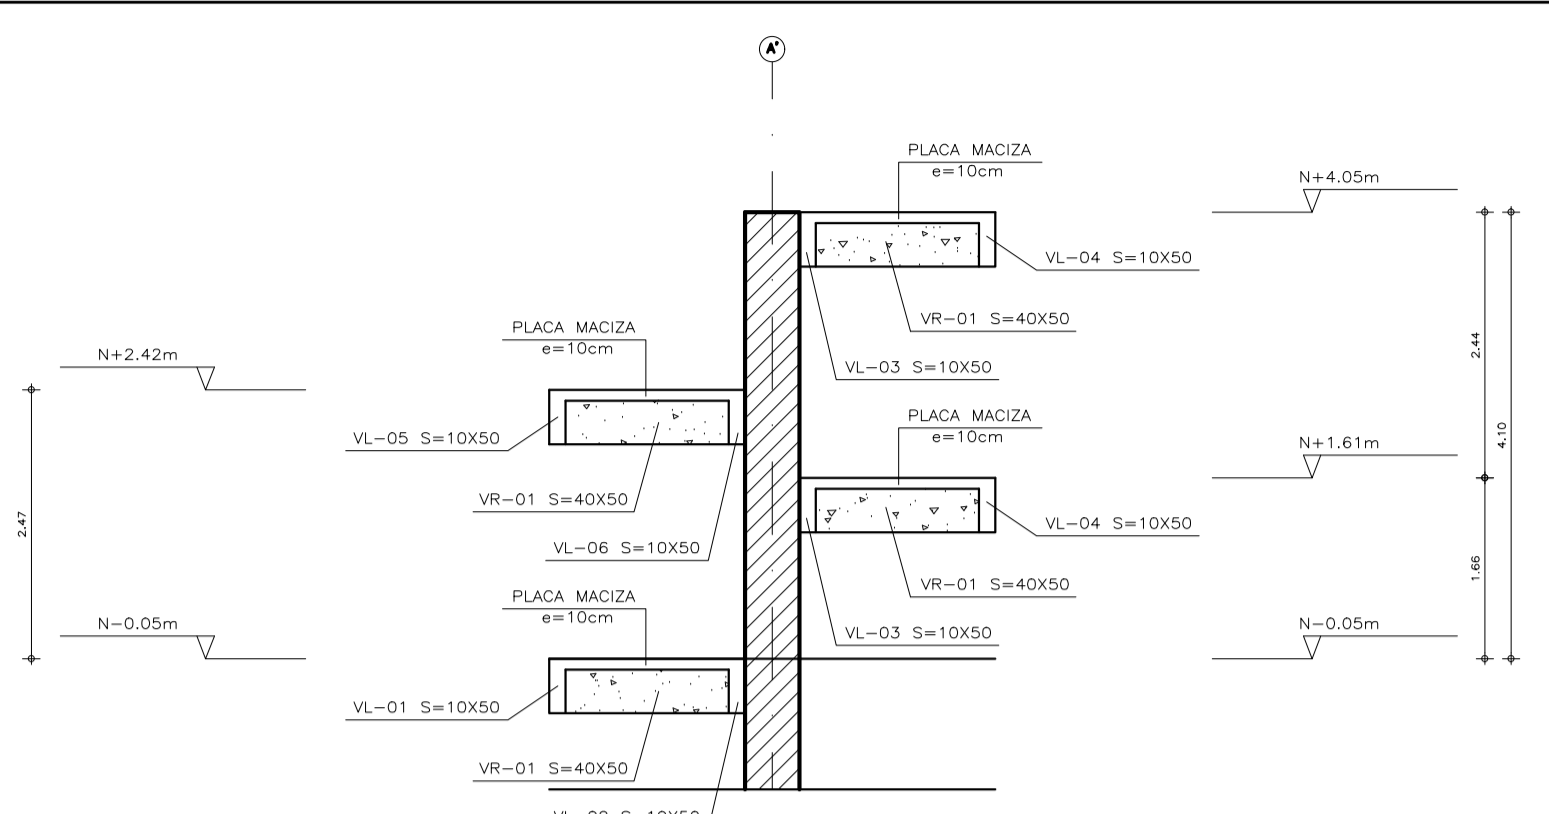 A'
PLACA MACIZA
e=10cm
N+4.05m
VL-04 S=10X50
VR-01 S=40X50
PLACA MACIZA
e=10cm
N+2.42m
VL-03 S=10X50
2.44
PLACA MACIZA
e=10cm
VL-05 S=10X50
N+1.61m
4.10
VR-01 S=40X50
2.47
VL-04 S=10X50
VL-06 S=10X50
1.66
VR-01 S=40X50
PLACA MACIZA
e=10cm
N-0.05m
VL-03 S=10X50
N-0.05m
VL-01 S=10X50
VR-01 S=40X50